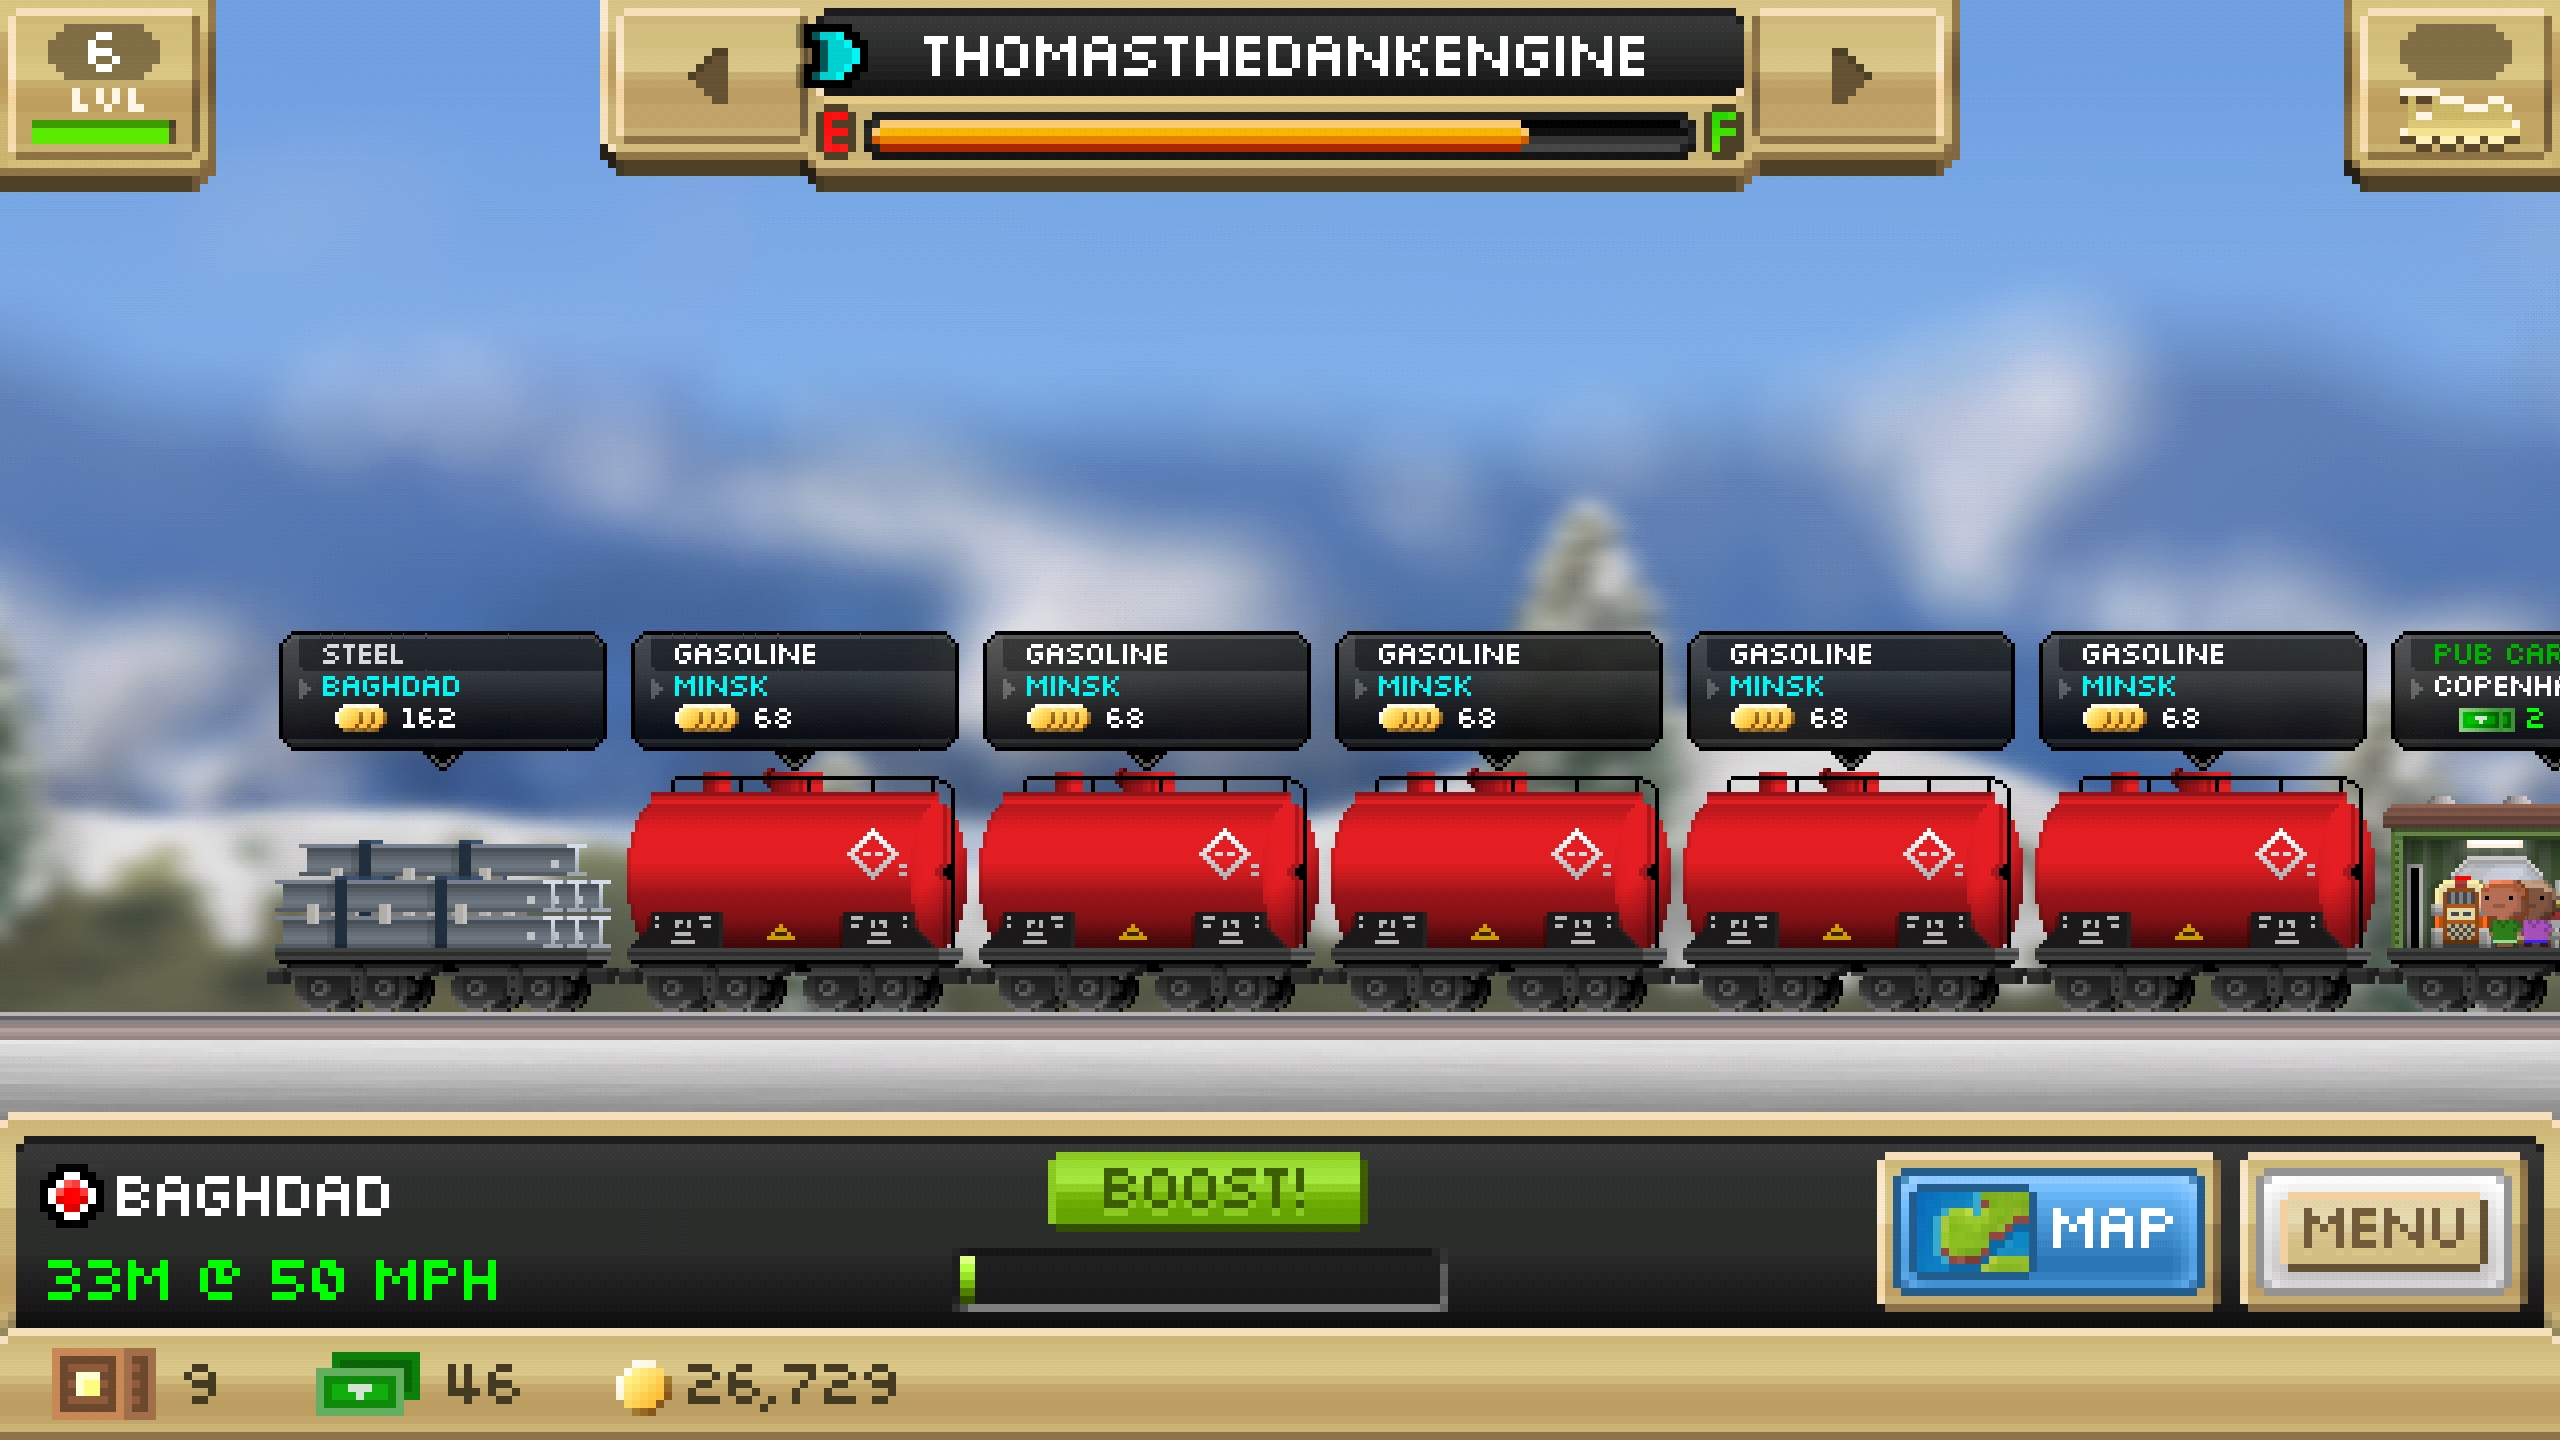 6
LVL
THOMASTHEDANKENGINE
E
F
STEEL
BAGHDAD
162
GASOLINE
MINSK
68
GASOLINE
MINSK
68
GASOLINE
MINSK
68
GASOLINE
MINSK
68
GASOLINE
MINSK
68
PUB CAR
2
BAGHDAD
33M @ 50 MPH
BOOST!
MAP
MENU
9
46
26,729